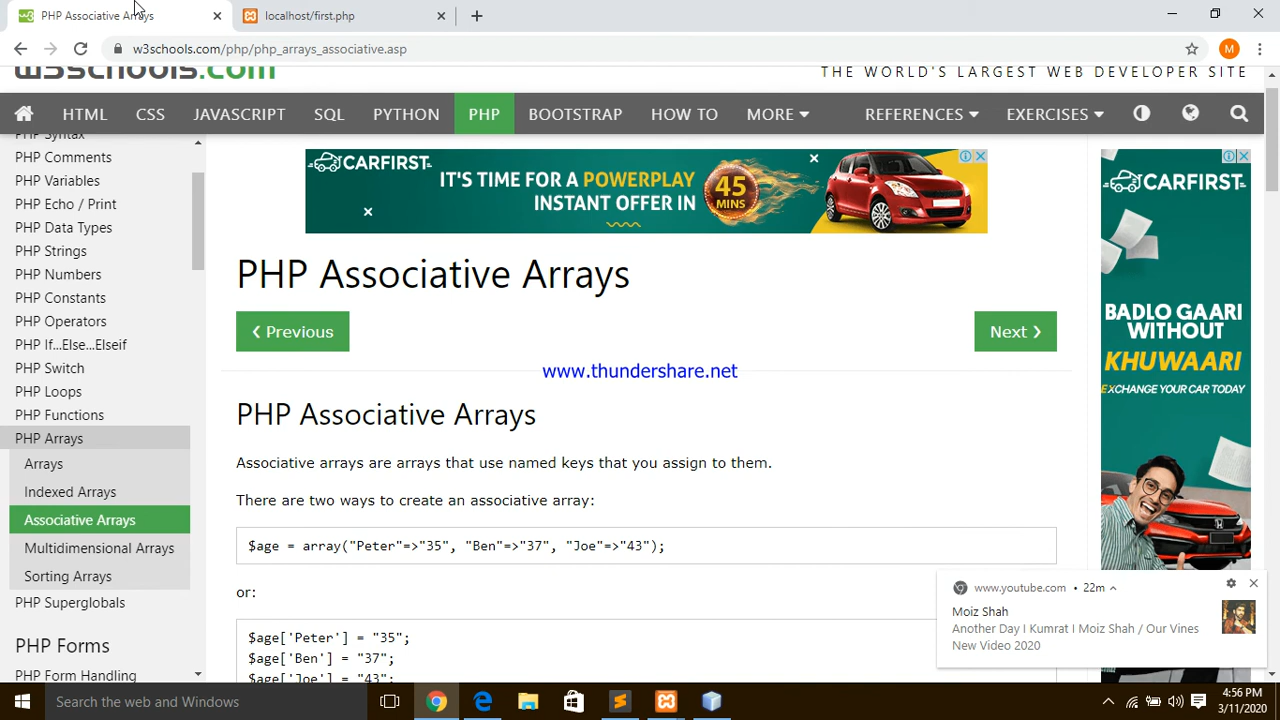 PHP Associative Arrays
localhost/first.php
w3schools.com/php/php_arrays_associative.asp
M
w3schools.com
THE WORLD'S LARGEST WEB DEVELOPER SITE
HTML CSS JAVASCRIPT SQL PYTHON PHP BOOTSTRAP HOW TO MORE REFERENCES EXERCISES
PHP Syntax
PHP Comments
PHP Variables
PHP Echo / Print
PHP Data Types
PHP Strings
PHP Numbers
PHP Constants
PHP Operators
PHP If...Else...Elseif
PHP Switch
PHP Loops
PHP Functions
PHP Arrays
Arrays
Indexed Arrays
Associative Arrays
Multidimensional Arrays
Sorting Arrays
PHP Superglobals
PHP Forms
PHP Form Handling
CARFIRST
IT'S TIME FOR A POWERPLAY
INSTANT OFFER IN
45
MINS
PHP Associative Arrays
❮ Previous
Next ❯
www.thundershare.net
PHP Associative Arrays
Associative arrays are arrays that use named keys that you assign to them.
There are two ways to create an associative array:
$age = array("Peter"=>"35", "Ben"=>"37", "Joe"=>"43");
or:
$age['Peter'] = "35";
$age['Ben'] = "37";
$age['Joe'] = "43";
CARFIRST
BADLO GAARI
WITHOUT
KHUWAARI
EXCHANGE YOUR CAR TODAY
www.youtube.com • 22m
Moiz Shah
Another Day I Kumrat I Moiz Shah / Our Vines
New Video 2020
Search the web and Windows
4:56 PM
3/11/2020